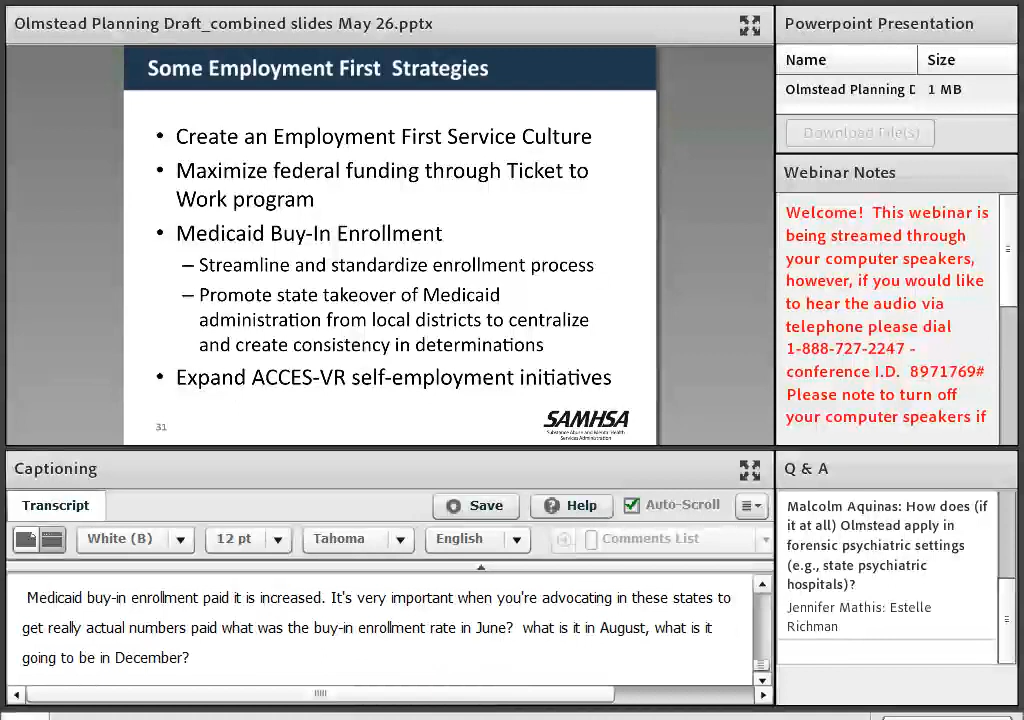 Olmstead Planning Draft_combined slides May 26.pptx
Some Employment First Strategies
• Create an Employment First Service Culture
• Maximize federal funding through Ticket to
Work program
• Medicaid Buy-In Enrollment
– Streamline and standardize enrollment process
– Promote state takeover of Medicaid
administration from local districts to centralize
and create consistency in determinations
• Expand ACCES-VR self-employment initiatives
31
SAMHSA
Substance Abuse and Mental Health
Services Administration
Powerpoint Presentation
Name Size
Olmstead Planning D 1 MB
Download File(s)
Webinar Notes
Welcome! This webinar is
being streamed through
your computer speakers,
however, if you would like
to hear the audio via
telephone please dial
1-888-727-2247 -
conference I.D. 8971769#
Please note to turn off
your computer speakers if
Captioning
Transcript
Save Help Auto-Scroll
White (B) 12 pt Tahoma English Comments List
Medicaid buy-in enrollment paid it is increased. It's very important when you're advocating in these states to
get really actual numbers paid what was the buy-in enrollment rate in June? what is it in August, what is it
going to be in December?
Q & A
Malcolm Aquinas: How does (if
it at all) Olmstead apply in
forensic psychiatric settings
(e.g., state psychiatric
hospitals)?
Jennifer Mathis: Estelle
Richman